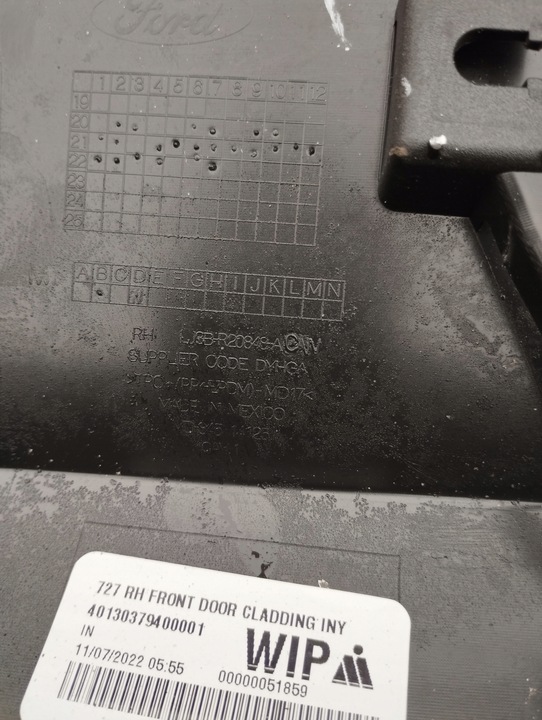 Ford
1 2 3 4 5 6 7 8 9 10 11 12
19
20
21
22
23
24
25
A B C D E F G H I J K L M N
RH
SUPPLIER CODE
MADE IN MEXICO
727 RH FRONT DOOR CLADDING INY
40130379400001
IN
WIP
11/07/2022 05:55
00000051859